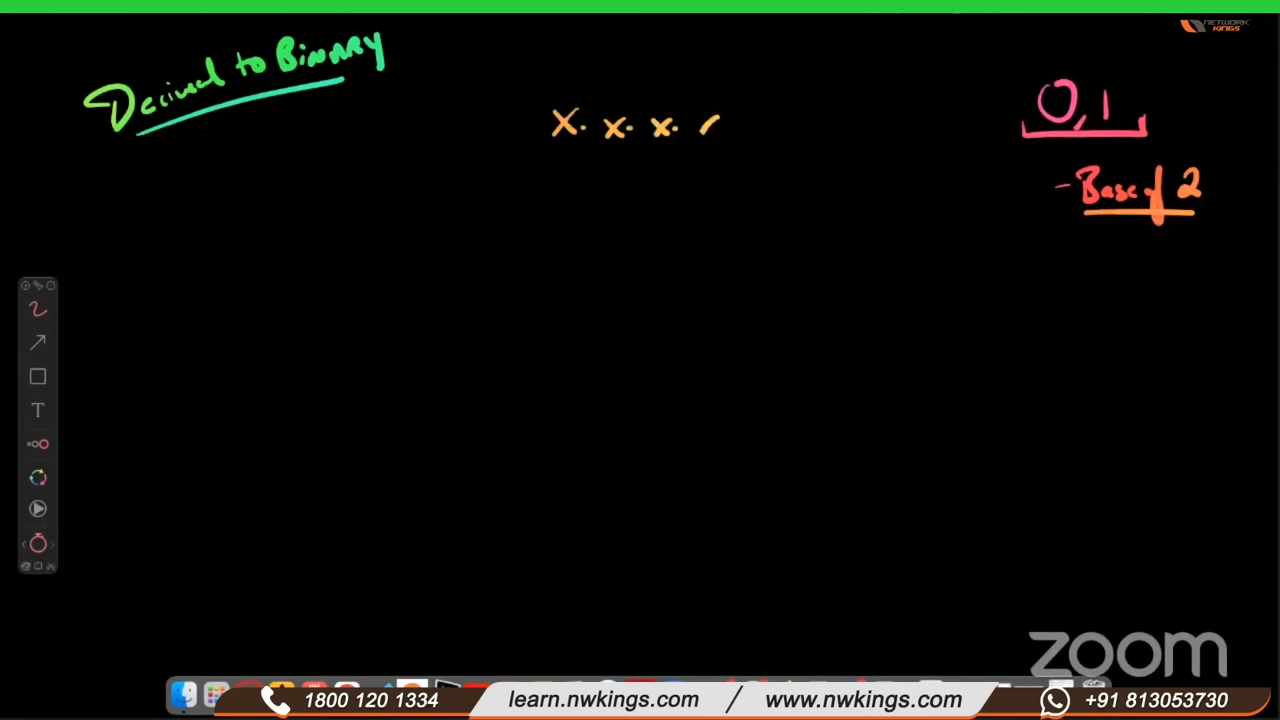 Decimal to Binary
NETWORK
KINGS
X. X. X.
0, 1
- Base of 2
T
zoom
1800 120 1334
learn.nwkings.com / www.nwkings.com
+91 813053730